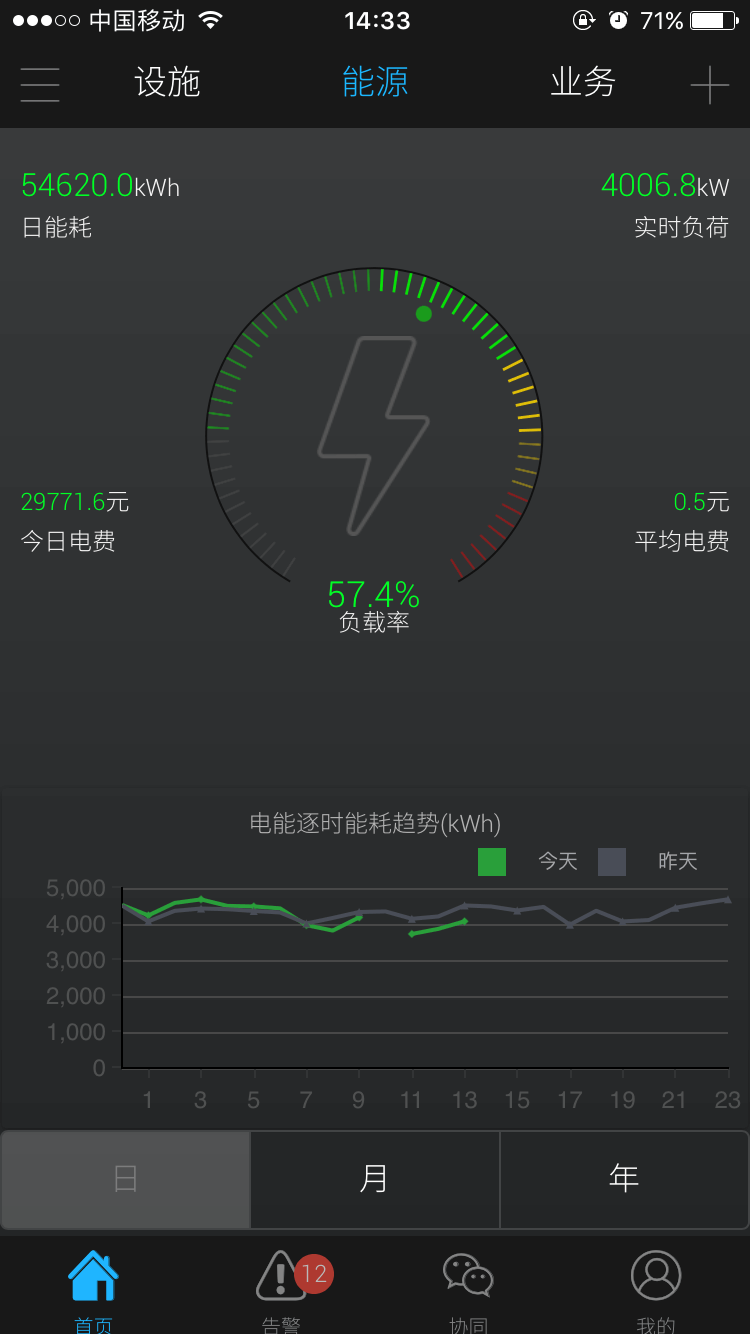 中国移动 14:33 71%
设施 能源 业务
54620.0kWh 4006.8kW
日能耗 实时负荷
29771.6元 0.5元
今日电费 平均电费
57.4%
负载率
电能逐时能耗趋势(kWh)
今天 昨天
5,000
4,000
3,000
2,000
1,000
0
1 3 5 7 9 11 13 15 17 19 21 23
日 月 年
12
首页 告警 协同 我的